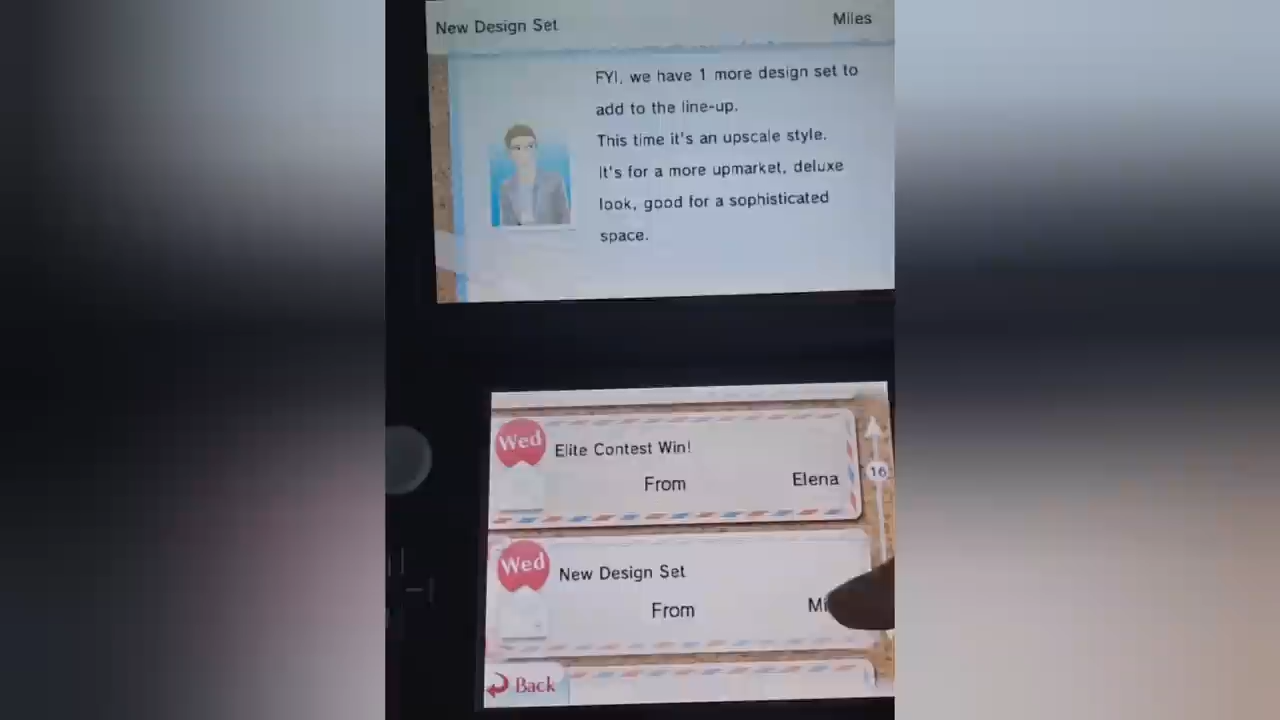 New Design Set
Miles
FYI, we have 1 more design set to
add to the line-up.
This time it's an upscale style.
It's for a more upmarket, deluxe
look, good for a sophisticated
space.
Wed
Elite Contest Win!
From
Elena
16
Wed
New Design Set
From
Mi
Back